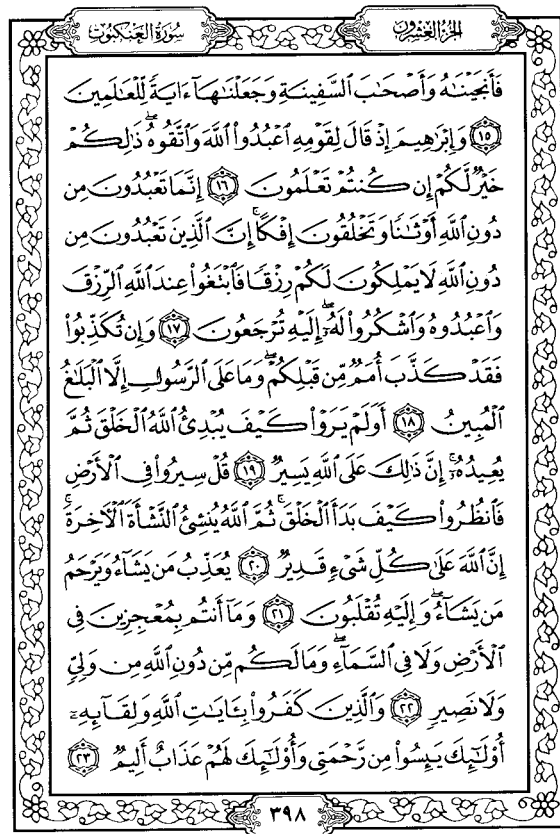 سُورَةُ الْعَنكَبُوتِ
الجُزْءُ العِشْرُونَ
فَأَنجَيْنَٰهُ وَأَصْحَٰبَ ٱلسَّفِينَةِ وَجَعَلْنَٰهَآ ءَايَةً لِّلْعَٰلَمِينَ
١٥ وَإِبْرَٰهِيمَ إِذْ قَالَ لِقَوْمِهِ ٱعْبُدُوا۟ ٱللَّهَ وَٱتَّقُوهُ ۖ ذَٰلِكُمْ
خَيْرٌ لَّكُمْ إِن كُنتُمْ تَعْلَمُونَ ١٦ إِنَّمَا تَعْبُدُونَ مِن
دُونِ ٱللَّهِ أَوْثَٰنًا وَتَخْلُقُونَ إِفْكًا ۚ إِنَّ ٱلَّذِينَ تَعْبُدُونَ مِن
دُونِ ٱللَّهِ لَا يَمْلِكُونَ لَكُمْ رِزْقًا فَٱبْتَغُوا۟ عِندَ ٱللَّهِ ٱلرِّزْقَ
وَٱعْبُدُوهُ وَٱشْكُرُوا۟ لَهُۥٓ ۖ إِلَيْهِ تُرْجَعُونَ ١٧ وَإِن تُكَذِّبُوا۟
فَقَدْ كَذَّبَ أُمَمٌ مِّن قَبْلِكُمْ ۖ وَمَا عَلَى ٱلرَّسُولِ إِلَّا ٱلْبَلَٰغُ
ٱلْمُبِينُ ١٨ أَوَلَمْ يَرَوْا۟ كَيْفَ يُبْدِئُ ٱللَّهُ ٱلْخَلْقَ ثُمَّ
يُعِيدُهُۥٓ ۚ إِنَّ ذَٰلِكَ عَلَى ٱللَّهِ يَسِيرٌ ١٩ قُلْ سِيرُوا۟ فِى ٱلْأَرْضِ
فَٱنظُرُوا۟ كَيْفَ بَدَأَ ٱلْخَلْقَ ۚ ثُمَّ ٱللَّهُ يُنشِئُ ٱلنَّشْأَةَ ٱلْءَاخِرَةَ ۚ
إِنَّ ٱللَّهَ عَلَىٰ كُلِّ شَىْءٍ قَدِيرٌ ٢٠ يُعَذِّبُ مَن يَشَآءُ وَيَرْحَمُ
مَن يَشَآءُ ۖ وَإِلَيْهِ تُقْلَبُونَ ٢١ وَمَآ أَنتُم بِمُعْجِزِينَ فِى
ٱلْأَرْضِ وَلَا فِى ٱلسَّمَآءِ ۖ وَمَا لَكُم مِّن دُونِ ٱللَّهِ مِن وَلِىٍّ
وَلَا نَصِيرٍ ٢٢ وَٱلَّذِينَ كَفَرُوا۟ بِـَٔايَٰتِ ٱللَّهِ وَلِقَآئِهِۦٓ
أُو۟لَٰٓئِكَ يَئِسُوا۟ مِن رَّحْمَتِى وَأُو۟لَٰٓئِكَ لَهُمْ عَذَابٌ أَلِيمٌ ٢٣
٣٩٨